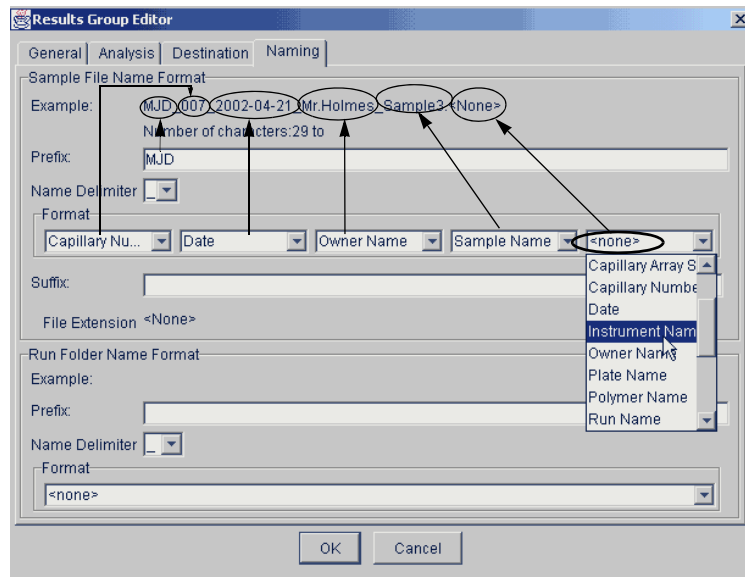 Results Group Editor
General Analysis Destination Naming
Sample File Name Format
Example: MJD_007_2002-04-21_Mr.Holmes_Sample3.<None>
Number of characters:29 to
Prefix: MJD
Name Delimiter _
Format
Capillary Nu... Date Owner Name Sample Name <none>
Capillary Array S
Capillary Numbe
Date
Instrument Nam
Owner Name
Plate Name
Polymer Name
Run Name
Suffix:
File Extension <None>
Run Folder Name Format
Example:
Prefix:
Name Delimiter _
Format
<none>
OK Cancel